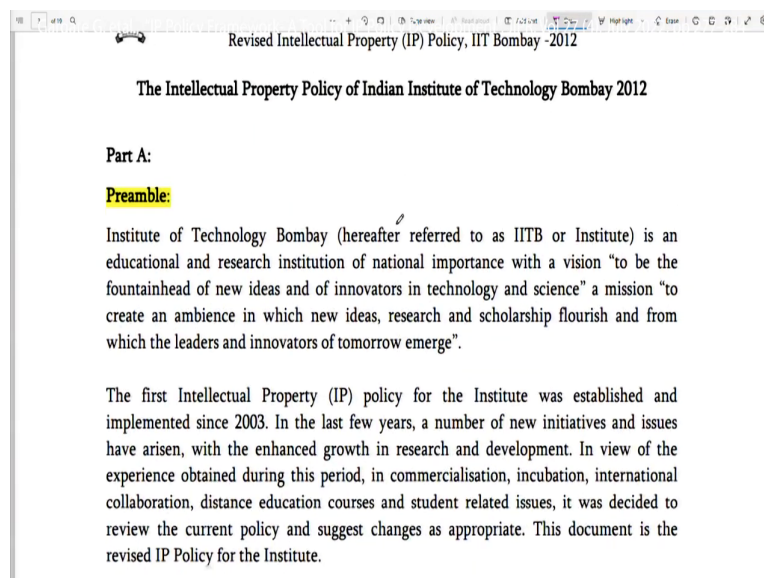 Revised Intellectual Property (IP) Policy, IIT Bombay -2012
The Intellectual Property Policy of Indian Institute of Technology Bombay 2012
Part A:
Preamble:
Institute of Technology Bombay (hereafter referred to as IITB or Institute) is an
educational and research institution of national importance with a vision “to be the
fountainhead of new ideas and of innovators in technology and science” a mission “to
create an ambience in which new ideas, research and scholarship flourish and from
which the leaders and innovators of tomorrow emerge”.
The first Intellectual Property (IP) policy for the Institute was established and
implemented since 2003. In the last few years, a number of new initiatives and issues
have arisen, with the enhanced growth in research and development. In view of the
experience obtained during this period, in commercialisation, incubation, international
collaboration, distance education courses and student related issues, it was decided to
review the current policy and suggest changes as appropriate. This document is the
revised IP Policy for the Institute.